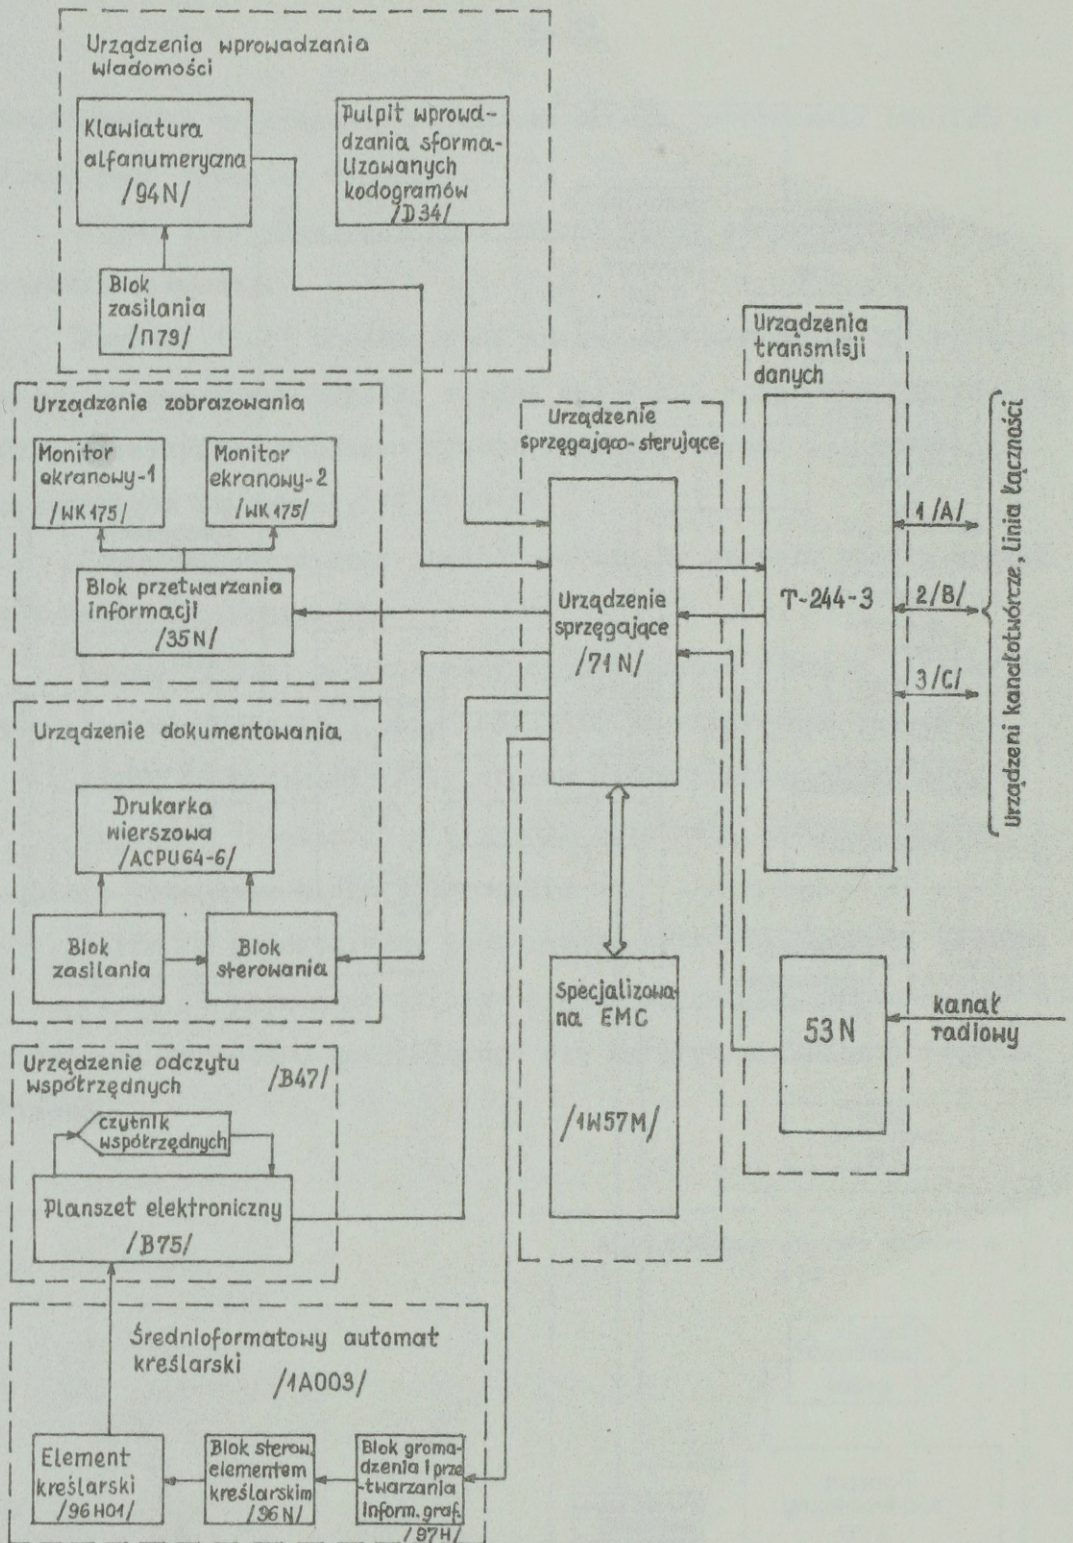 Urządzenia wprowadzania
wiadomości
Klawiatura
alfanumeryczna
/94N/
Pulpit wprowa-
dzania sforma-
lizowanych
kodogramów
/D34/
Blok
zasilania
/П79/
Urządzenie zobrazowania
Monitor
ekranowy-1
/WK175/
Monitor
ekranowy-2
/WK175/
Blok przetwarzania
informacji
/35N/
Urządzenie dokumentowania
Drukarka
wierszowa
/ACPU64-6/
Blok
zasilania
Blok
sterowania
Urządzenie odczytu
współrzędnych /B47/
czytnik
współrzędnych
Planszet elektroniczny
/B75/
Średnioformatowy automat
kreślarski
/1A003/
Element
kreślarski
/96H01/
Blok sterow.
elementem
kreślarskim
/96N/
Blok groma-
dzenia i prze
-twarzania
Inform. graf.
/97H/
Urządzenie
sprzęgająco-sterujące
Urządzenie
sprzęgające
/71N/
Specjalizowa-
na EMC
/1W57M/
Urządzenia
transmisji
danych
T-244-3
53N
1/A/
2/B/
3/C/
Urządzeni kanałotwórcze, linia łączności
kanał
radiowy